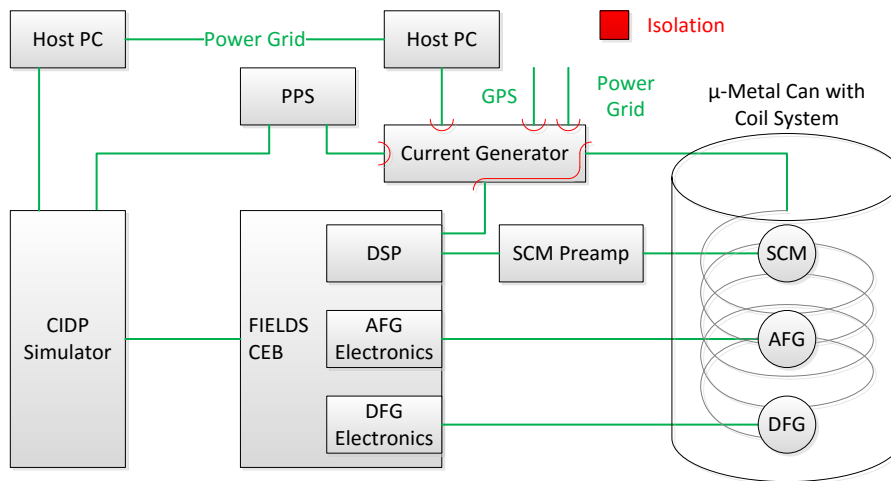 Host PC
Power Grid
Host PC
Isolation
PPS
GPS
Power
Grid
μ-Metal Can with
Coil System
Current Generator
DSP
SCM Preamp
SCM
CIDP
Simulator
FIELDS
CEB
AFG
Electronics
AFG
DFG
Electronics
DFG